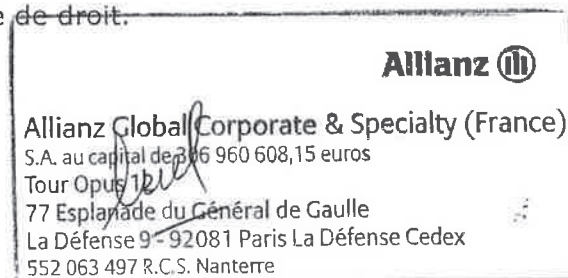 e de droit.
Allianz
Allianz Global Corporate & Specialty (France)
S.A. au capital de 6 960 608,15 euros
Tour Opus 12
77 Esplanade du Général de Gaulle
La Défense 9 - 92081 Paris La Défense Cedex
552 063 497 R.C.S. Nanterre